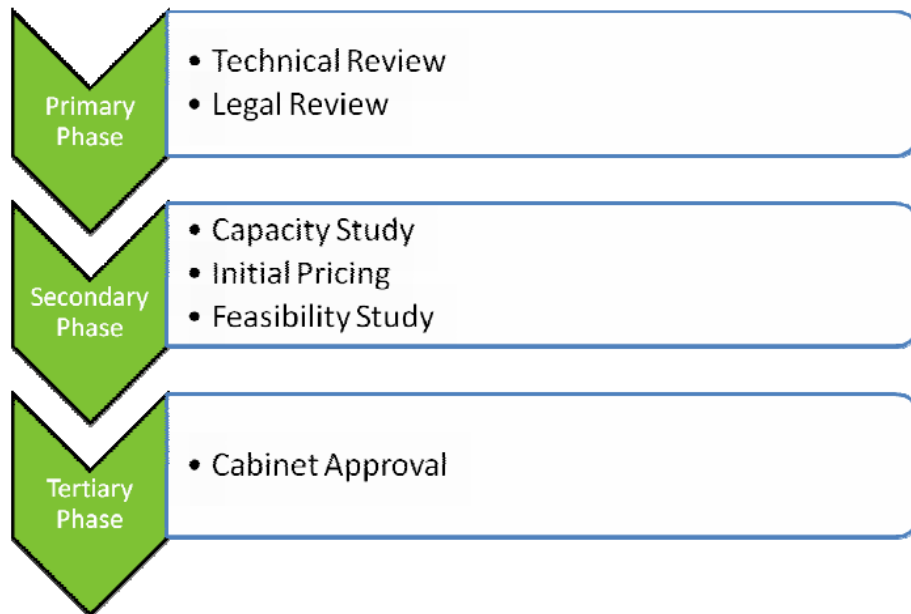 Primary
Phase
• Technical Review
• Legal Review
Secondary
Phase
• Capacity Study
• Initial Pricing
• Feasibility Study
Tertiary
Phase
• Cabinet Approval